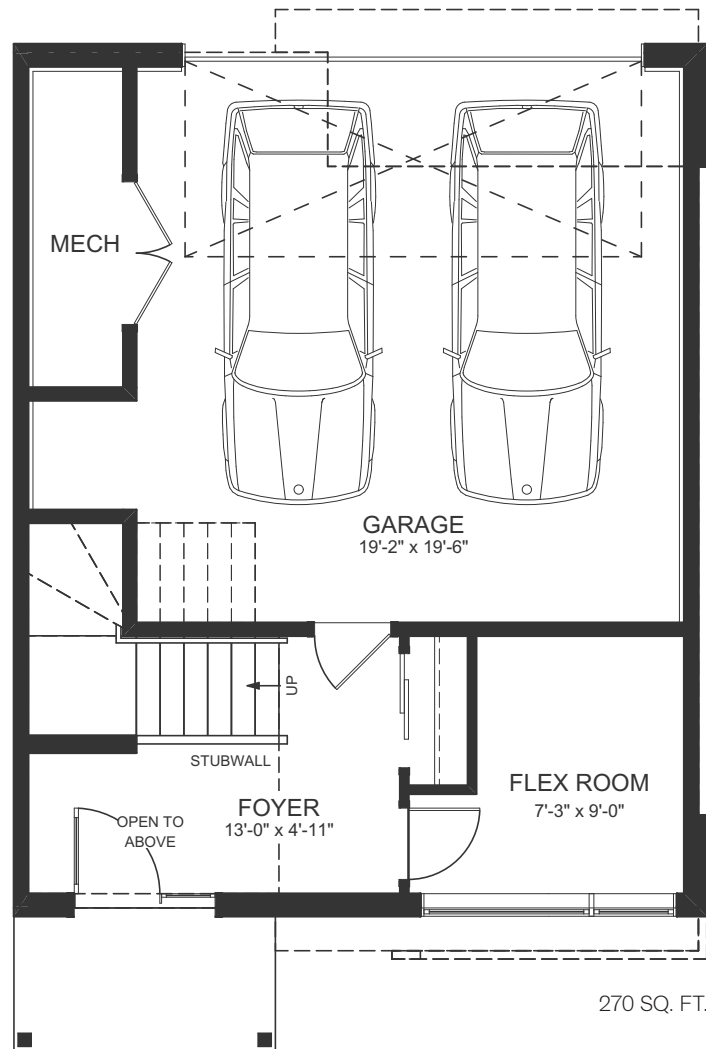 MECH
GARAGE
19'-2" x 19'-6"
UP
STUBWALL
FLEX ROOM
7'-3" x 9'-0"
FOYER
13'-0" x 4'-11"
OPEN TO
ABOVE
270 SQ. FT.